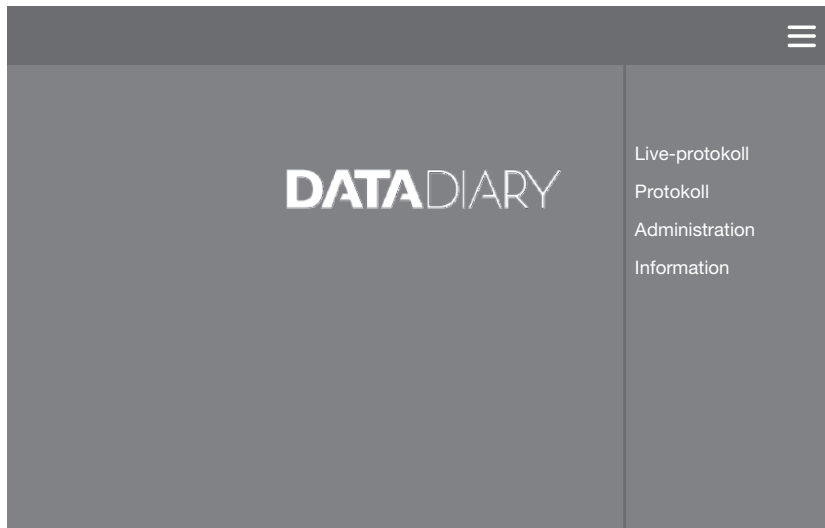 DATADIARY
Live-protokoll
Protokoll
Administration
Information